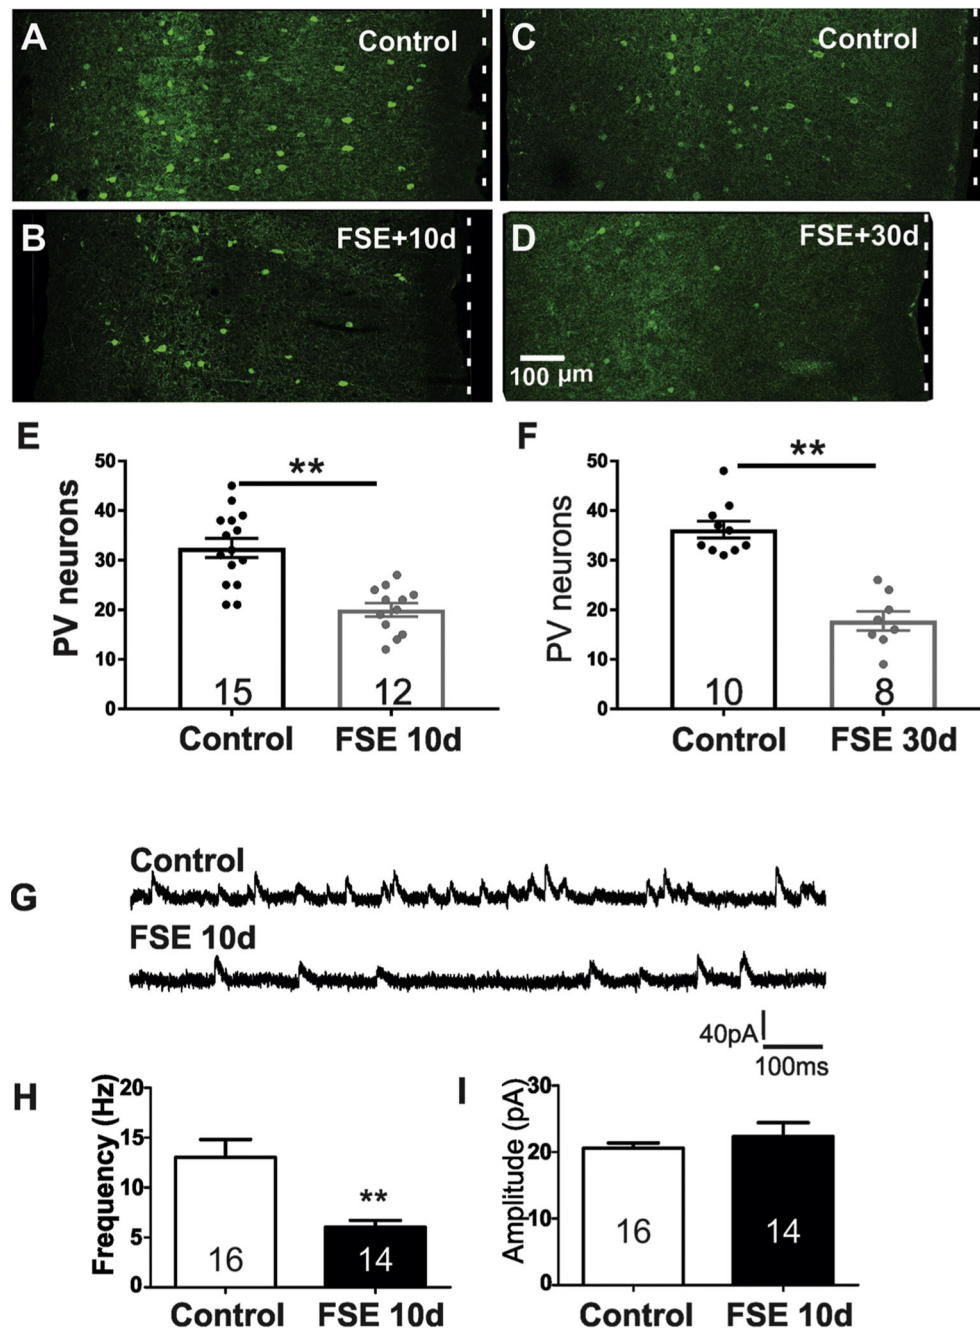 A
Control
C
Control
B
FSE+10d
D
FSE+30d
100 µm
E
F
PV neurons
50
40
30
20
10
0
**
15
12
Control
FSE 10d
PV neurons
50
40
30
20
10
0
**
10
8
Control
FSE 30d
G
Control
FSE 10d
40pA
100ms
H
Frequency (Hz)
20
15
10
5
0
**
16
14
Control
FSE 10d
I
Amplitude (pA)
30
20
10
0
16
14
Control
FSE 10d